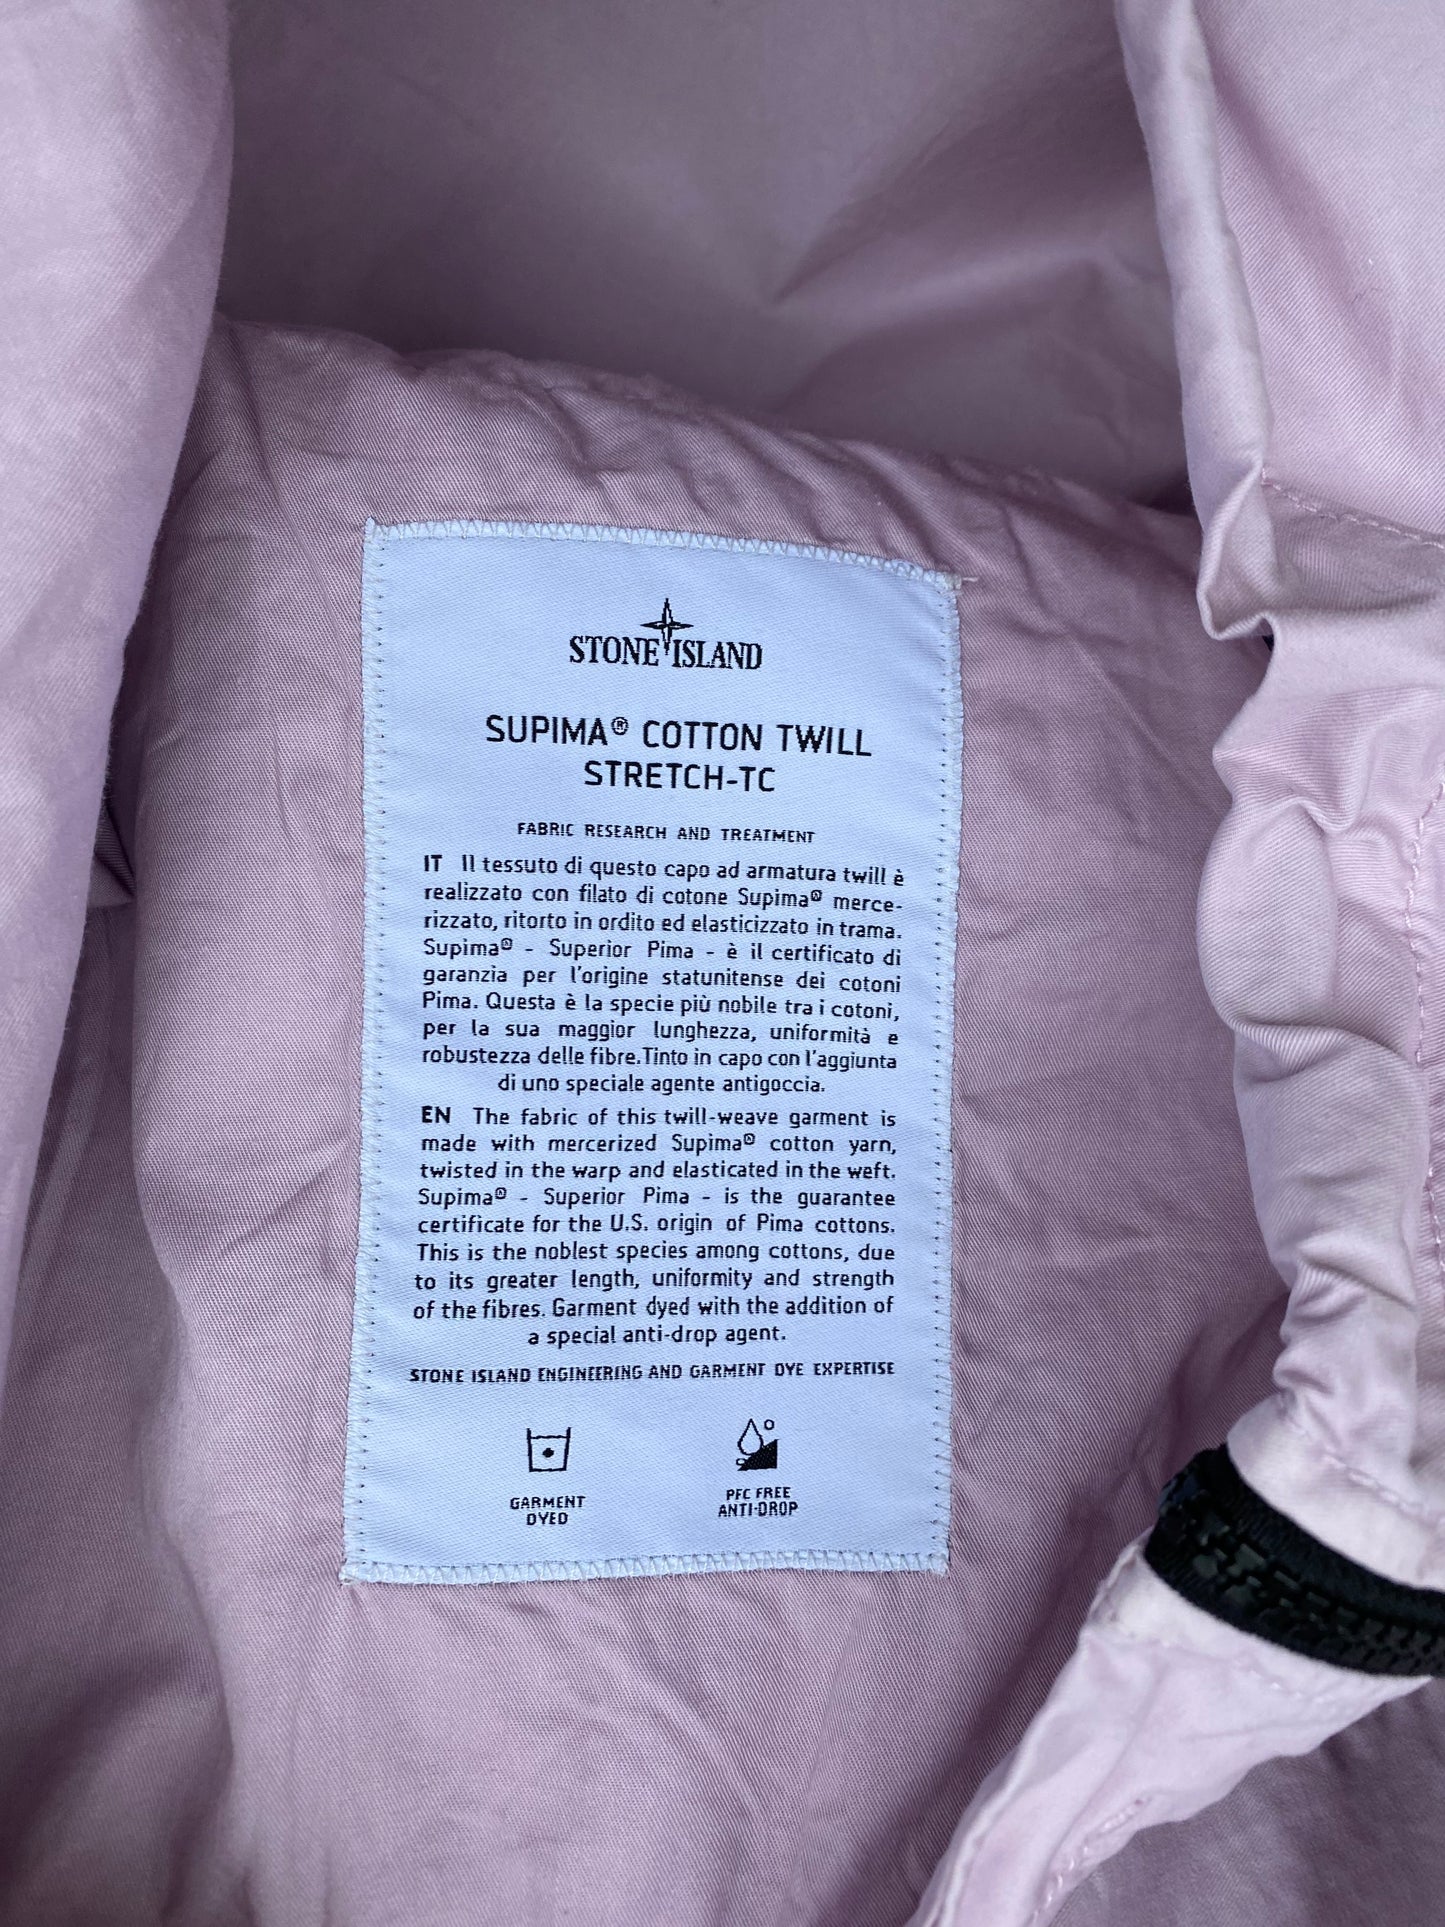 STONE ISLAND
SUPIMA® COTTON TWILL
STRETCH-TC
FABRIC RESEARCH AND TREATMENT
IT Il tessuto di questo capo ad armatura twill è
realizzato con filato di cotone Supima® merce-
rizzato, ritorto in ordito ed elasticizzato in trama.
Supima® - Superior Pima - è il certificato di
garanzia per l'origine statunitense dei cotoni
Pima. Questa è la specie più nobile tra i cotoni,
per la sua maggior lunghezza, uniformità e
robustezza delle fibre.Tinto in capo con l'aggiunta
di uno speciale agente antigoccia.
EN The fabric of this twill-weave garment is
made with mercerized Supima® cotton yarn,
twisted in the warp and elasticated in the weft.
Supima® - Superior Pima - is the guarantee
certificate for the U.S. origin of Pima cottons.
This is the noblest species among cottons, due
to its greater length, uniformity and strength
of the fibres. Garment dyed with the addition of
a special anti-drop agent.
STONE ISLAND ENGINEERING AND GARMENT DYE EXPERTISE
GARMENT
DYED
PFC FREE
ANTI-DROP